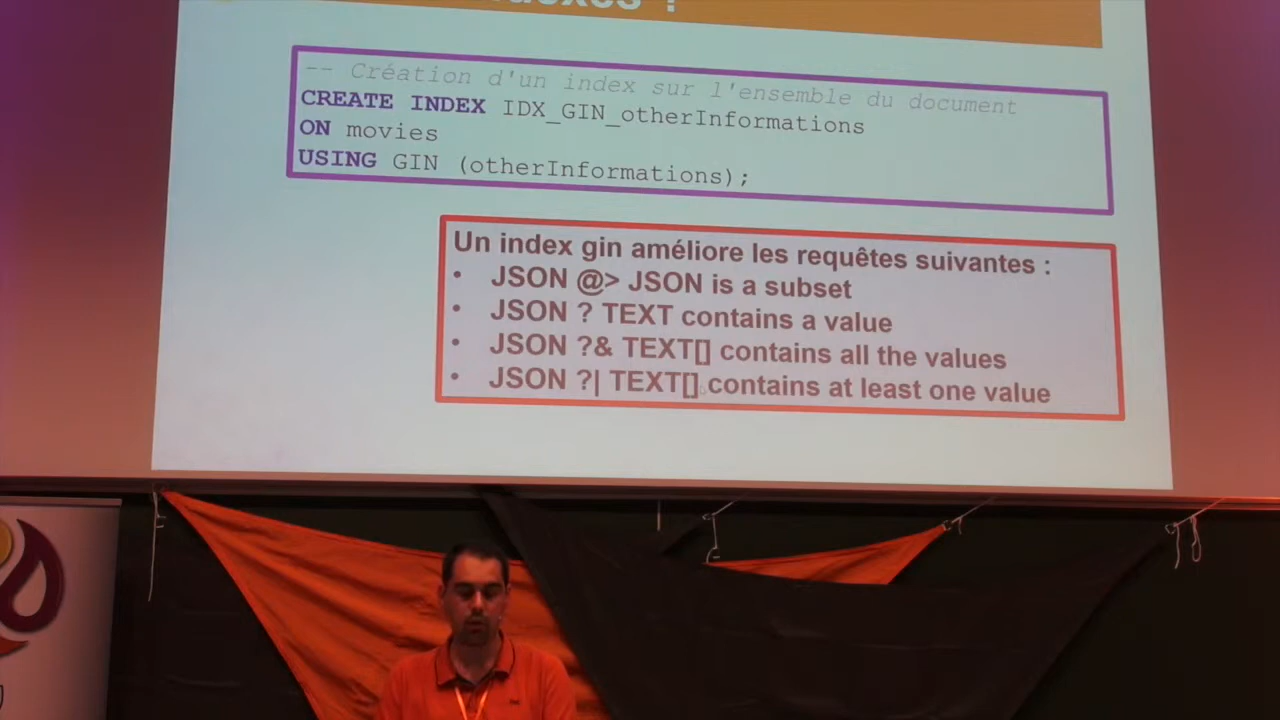 -- Création d'un index sur l'ensemble du document
CREATE INDEX IDX_GIN_otherInformations
ON movies
USING GIN (otherInformations);
Un index gin améliore les requêtes suivantes :
• JSON @> JSON is a subset
• JSON ? TEXT contains a value
• JSON ?& TEXT[] contains all the values
• JSON ?| TEXT[] contains at least one value